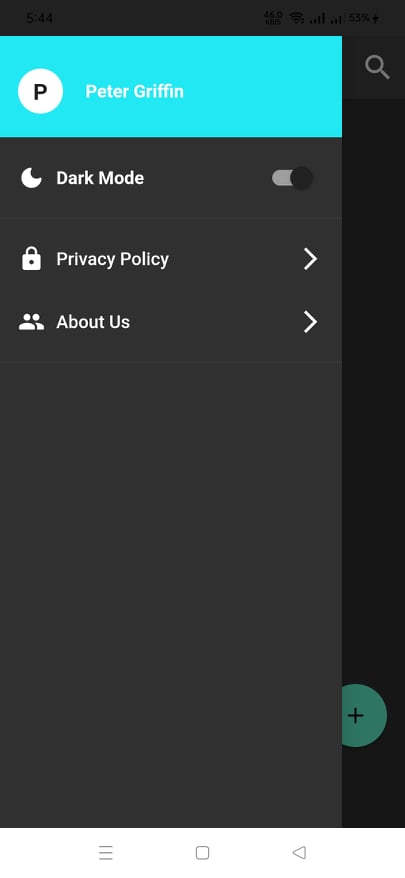 5:44
46.0
KB/S
53%
P
Peter Griffin
Dark Mode
Privacy Policy
About Us